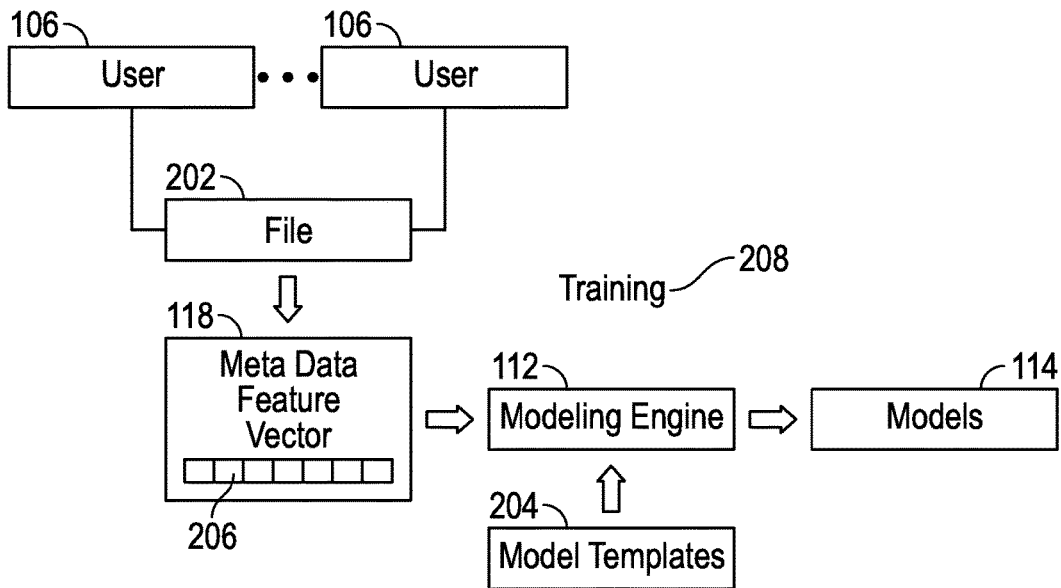 106
106
User
User
202
File
Training
208
118
Meta Data
Feature
Vector
112
Modeling Engine
114
Models
206
204
Model Templates